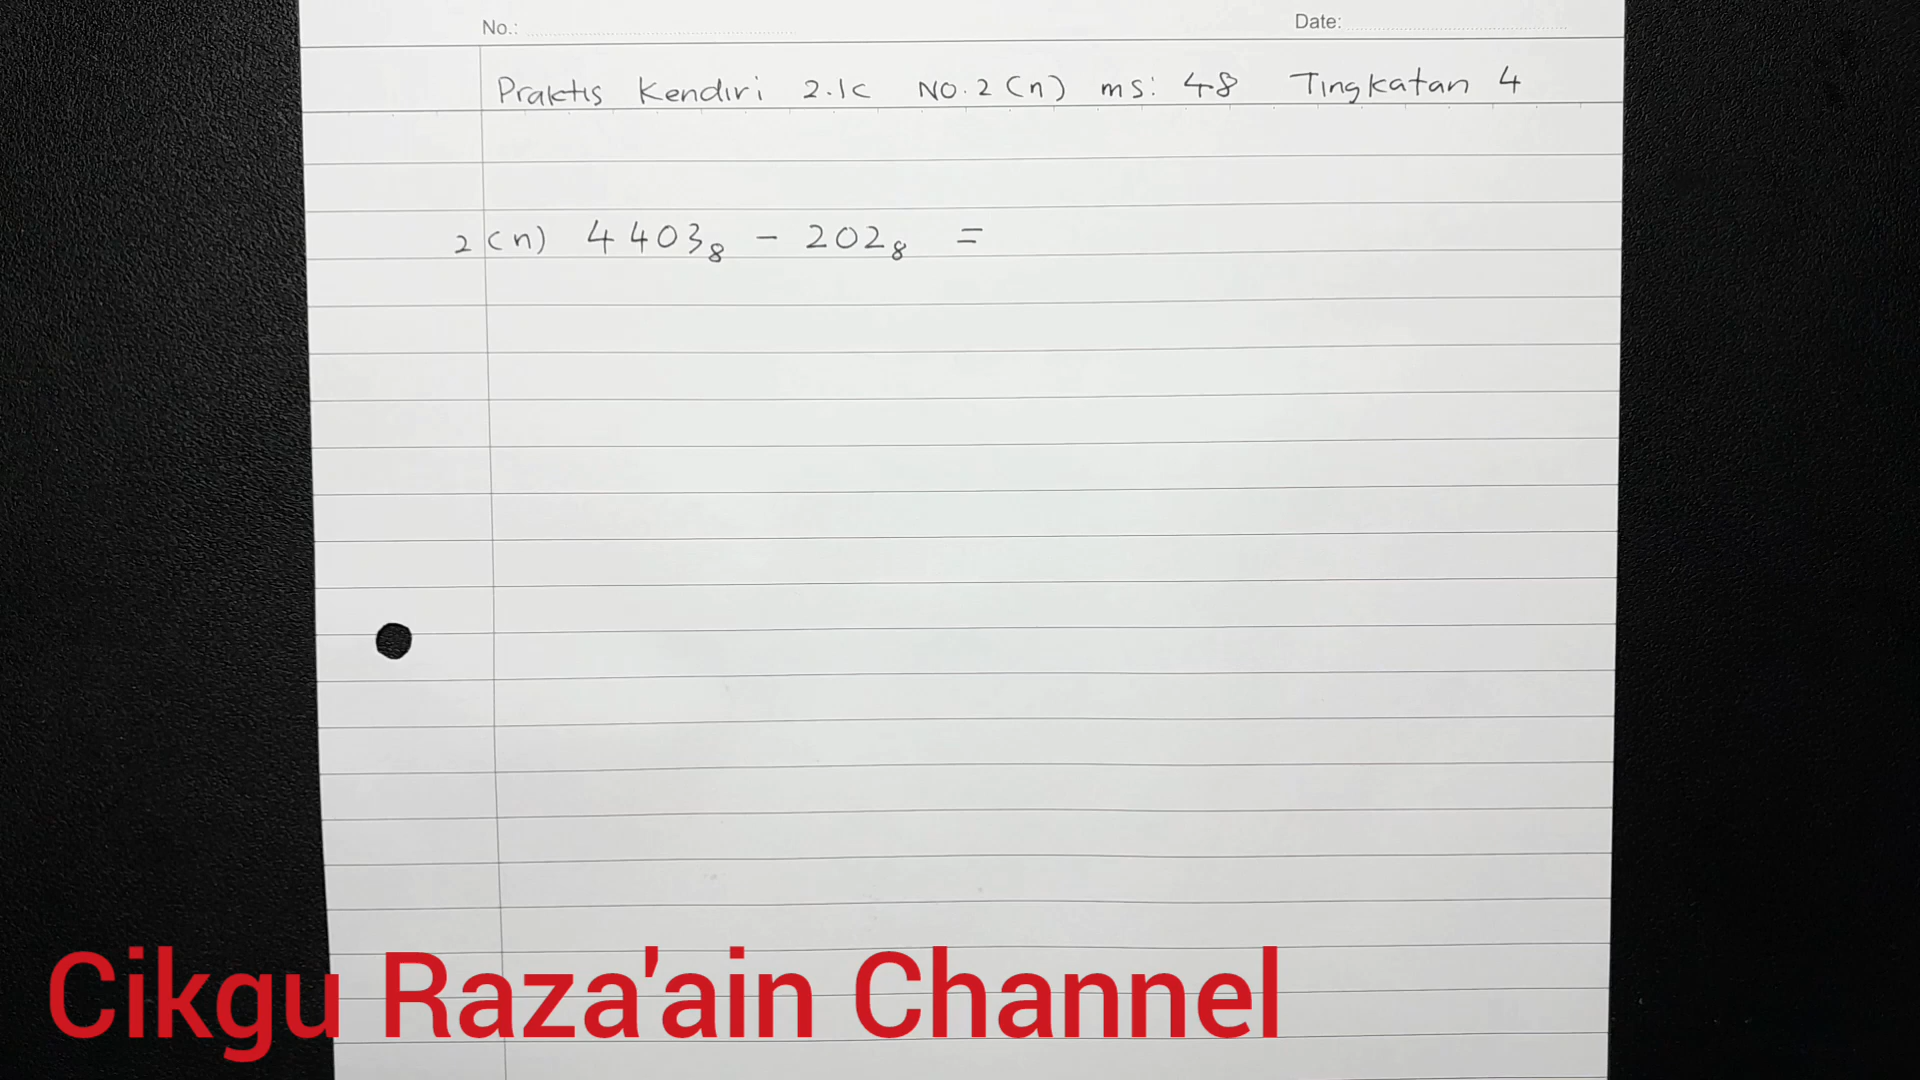 No.: Date:
Praktis Kendiri 2.1c NO.2 (n) ms: 48 Tingkatan 4
2 (n) 4403₈ - 202₈ =
Cikgu Raza'ain Channel